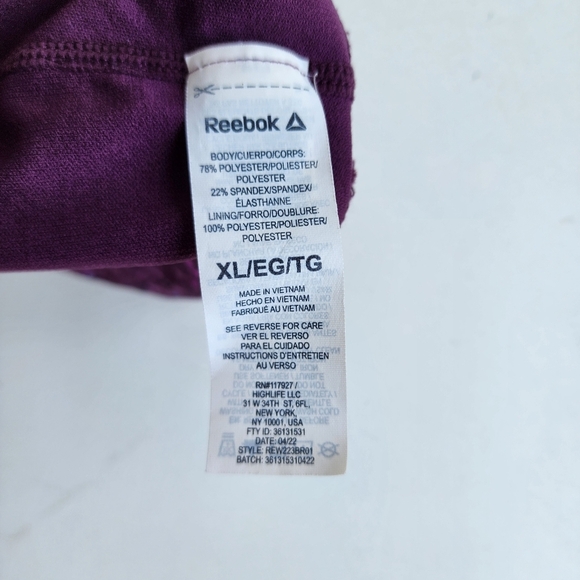 Reebok
BODY/CUERPO/CORPS:
78% POLYESTER/POLIESTER/
POLYESTER
22% SPANDEX/SPANDEX/
ÉLASTHANNE
LINING/FORRO/DOUBLURE:
100% POLYESTER/POLIESTER/
POLYESTER
XL/EG/TG
MADE IN VIETNAM
HECHO EN VIETNAM
FABRIQUÉ AU VIETNAM
SEE REVERSE FOR CARE
VER EL REVERSO
PARA EL CUIDADO
INSTRUCTIONS D'ENTRETIEN
AU VERSO
RN#117927 /
HIGHLIFE LLC
31 W 34TH ST, 6FL,
NEW YORK,
NY 10001, USA
FTY ID: 36131531
DATE: 04/22
STYLE: REW223BR01
BATCH: 361315310422